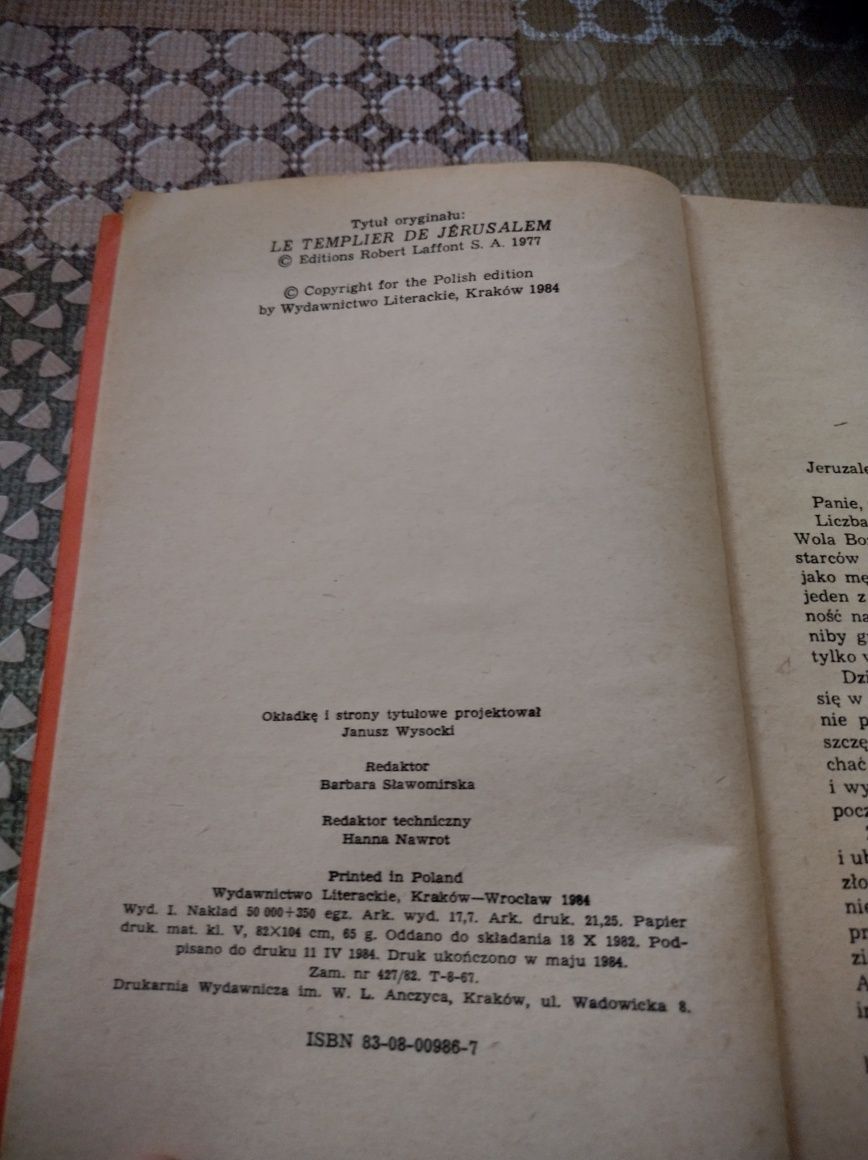 Tytuł oryginału:
LE TEMPLIER DE JÉRUSALEM
© Editions Robert Laffont S. A. 1977
© Copyright for the Polish edition
by Wydawnictwo Literackie, Kraków 1984
Okładkę i strony tytułowe projektował
Janusz Wysocki
Redaktor
Barbara Sławomirska
Redaktor techniczny
Hanna Nawrot
Printed in Poland
Wydawnictwo Literackie, Kraków—Wrocław 1984
Wyd. I. Nakład 50 000+350 egz. Ark. wyd. 17,7. Ark. druk. 21,25. Papier
druk. mat. kl. V, 82×104 cm, 65 g. Oddano do składania 18 X 1982. Pod-
pisano do druku 11 IV 1984. Druk ukończono w maju 1984.
Zam. nr 427/82. T-8-67.
Drukarnia Wydawnicza im. W. L. Anczyca, Kraków, ul. Wadowicka 8.
ISBN 83-08-00986-7
Panie,
Liczba
Wola
starców
jako
jeden z
ność
niby
tylko
się w
nie
i
i